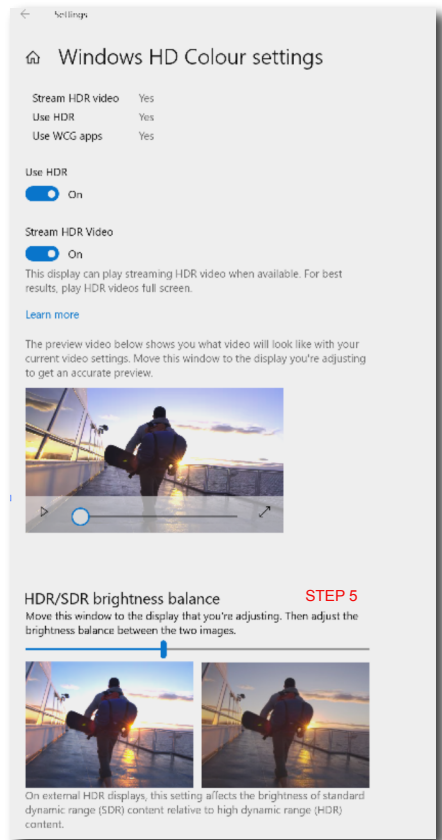 Settings
Windows HD Colour settings
Stream HDR video Yes
Use HDR Yes
Use WCG apps Yes
Use HDR
On
Stream HDR Video
On
This display can play streaming HDR video when available. For best
results, play HDR videos full screen.
Learn more
The preview video below shows you what video will look like with your
current video settings. Move this window to the display you're adjusting
to get an accurate preview.
HDR/SDR brightness balance STEP 5
Move this window to the display that you're adjusting. Then adjust the
brightness balance between the two images.
On external HDR displays, this setting affects the brightness of standard
dynamic range (SDR) content relative to high dynamic range (HDR)
content.